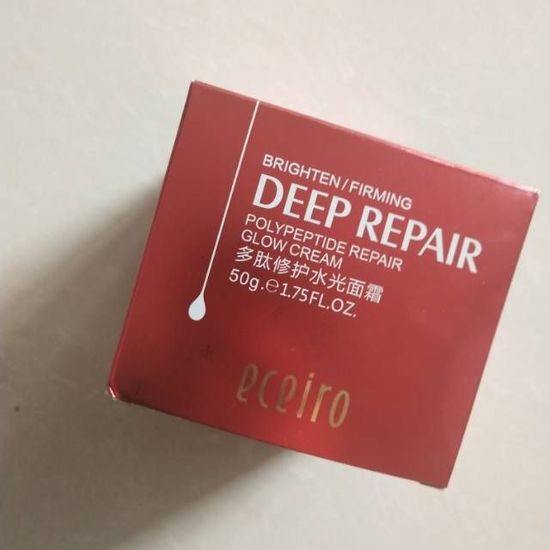 BRIGHTEN/FIRMING
DEEP REPAIR
POLYPEPTIDE REPAIR
GLOW CREAM
多肽修护水光面霜
50g.℮1.75FL.OZ.
eceiro